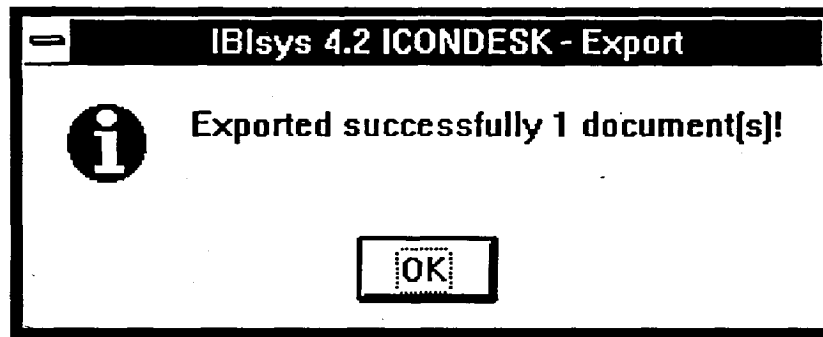 IBIsys 4.2 ICONDESK - Export
Exported successfully 1 document(s)!
OK